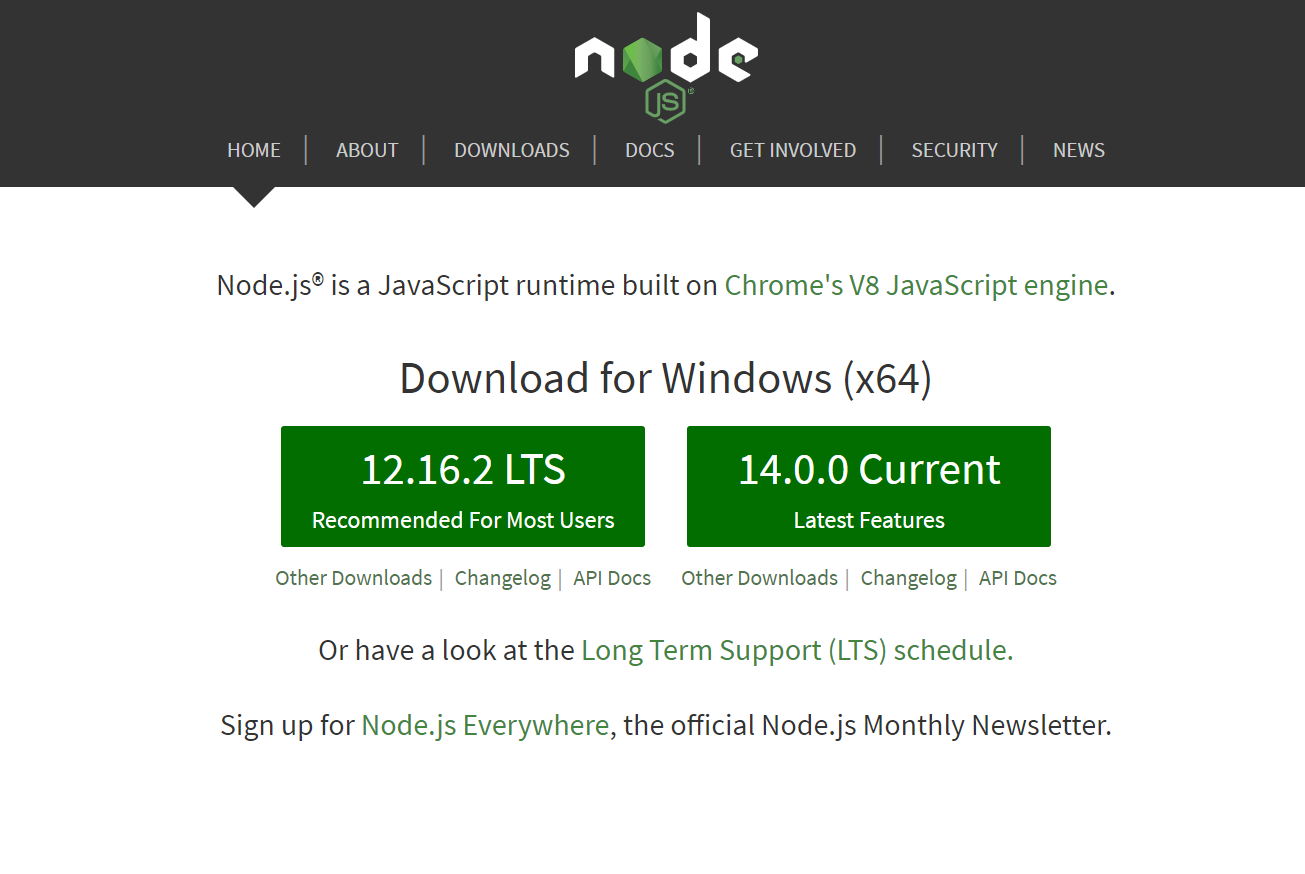 node
JS®
HOME | ABOUT | DOWNLOADS | DOCS | GET INVOLVED | SECURITY | NEWS
Node.js® is a JavaScript runtime built on Chrome's V8 JavaScript engine.
Download for Windows (x64)
12.16.2 LTS
Recommended For Most Users
14.0.0 Current
Latest Features
Other Downloads | Changelog | API Docs
Other Downloads | Changelog | API Docs
Or have a look at the Long Term Support (LTS) schedule.
Sign up for Node.js Everywhere, the official Node.js Monthly Newsletter.